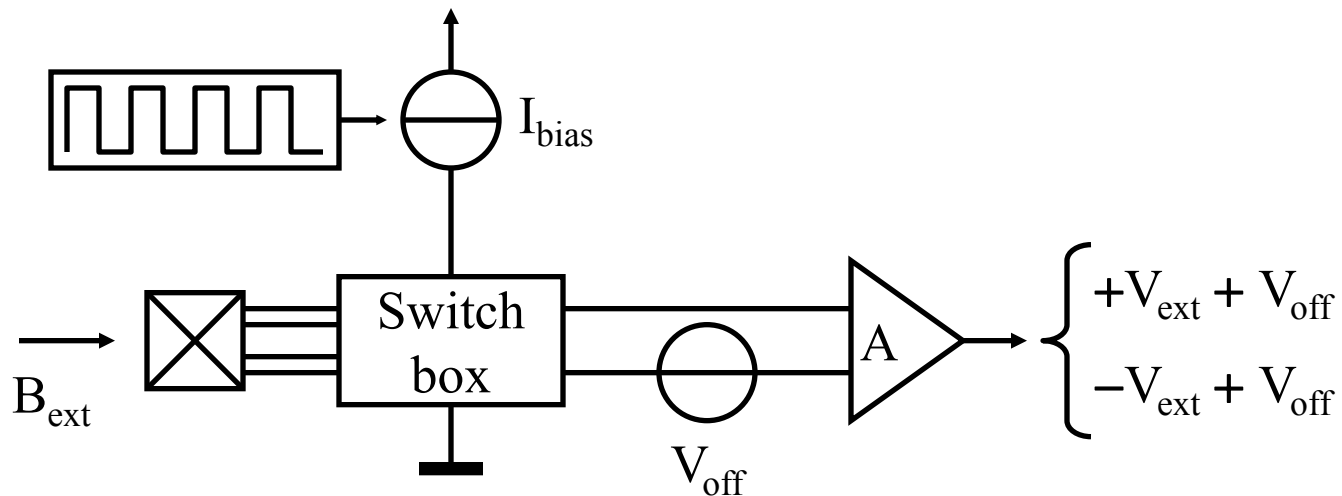 I_bias
Switch
box
A
B_ext
V_off
+V_ext + V_off
−V_ext + V_off